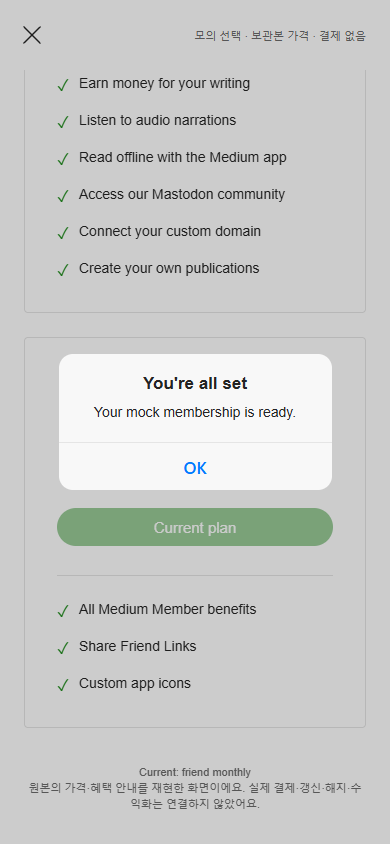 모의 선택 · 보관본 가격 · 결제 없음
Earn money for your writing
Listen to audio narrations
Read offline with the Medium app
Access our Mastodon community
Connect your custom domain
Create your own publications
You're all set
Your mock membership is ready.
OK
Current plan
All Medium Member benefits
Share Friend Links
Custom app icons
Current: friend monthly
원본의 가격·혜택 안내를 재현한 화면이에요. 실제 결제·갱신·해지·수
익화는 연결하지 않았어요.